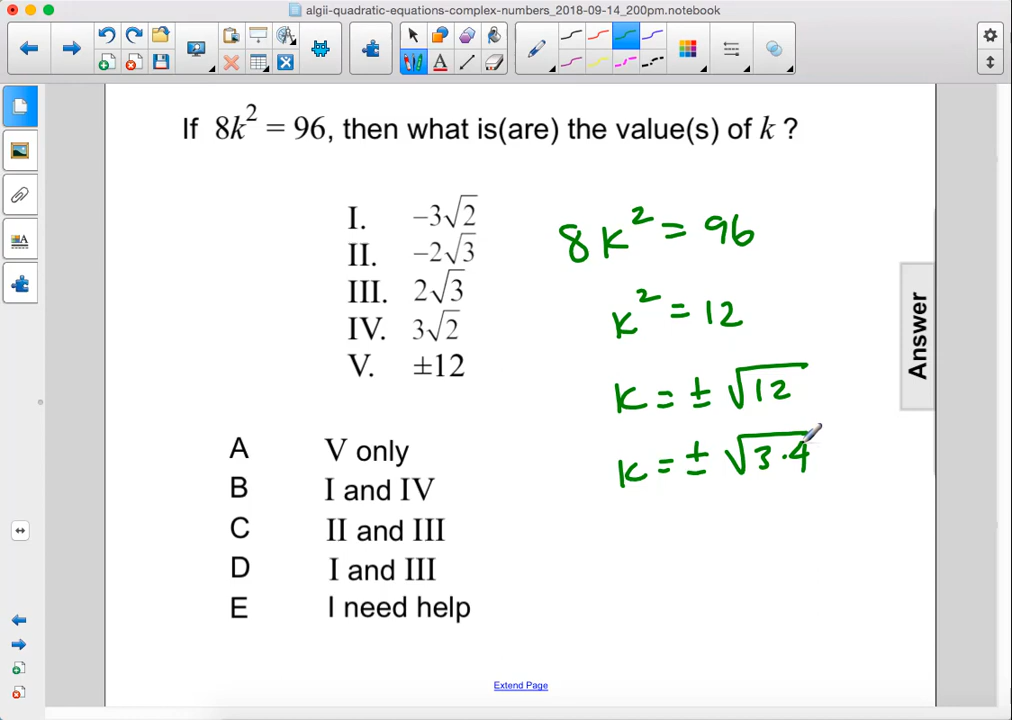 algii-quadratic-equations-complex-numbers_2018-09-14_200pm.notebook
If 8k² = 96, then what is(are) the value(s) of k ?
I. −3√2
II. −2√3
III. 2√3
IV. 3√2
V. ±12
A V only
B I and IV
C II and III
D I and III
E I need help
8k² = 96
k² = 12
k = ± √12
k = ± √3·4
Answer
Extend Page